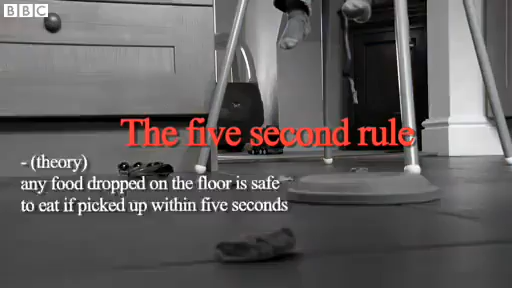 BBC
The five second rule
- (theory)
any food dropped on the floor is safe
to eat if picked up within five seconds